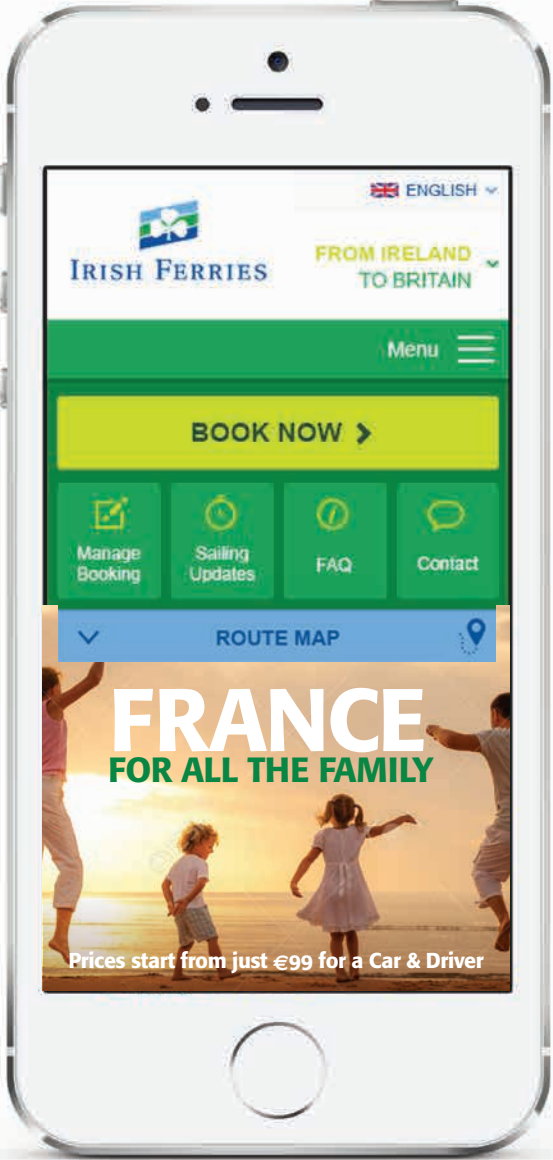 ENGLISH
IRISH FERRIES
FROM IRELAND
TO BRITAIN
Menu
BOOK NOW
Manage
Booking
Sailing
Updates
FAQ
Contact
ROUTE MAP
FRANCE
FOR ALL THE FAMILY
Prices start from just €99 for a Car & Driver